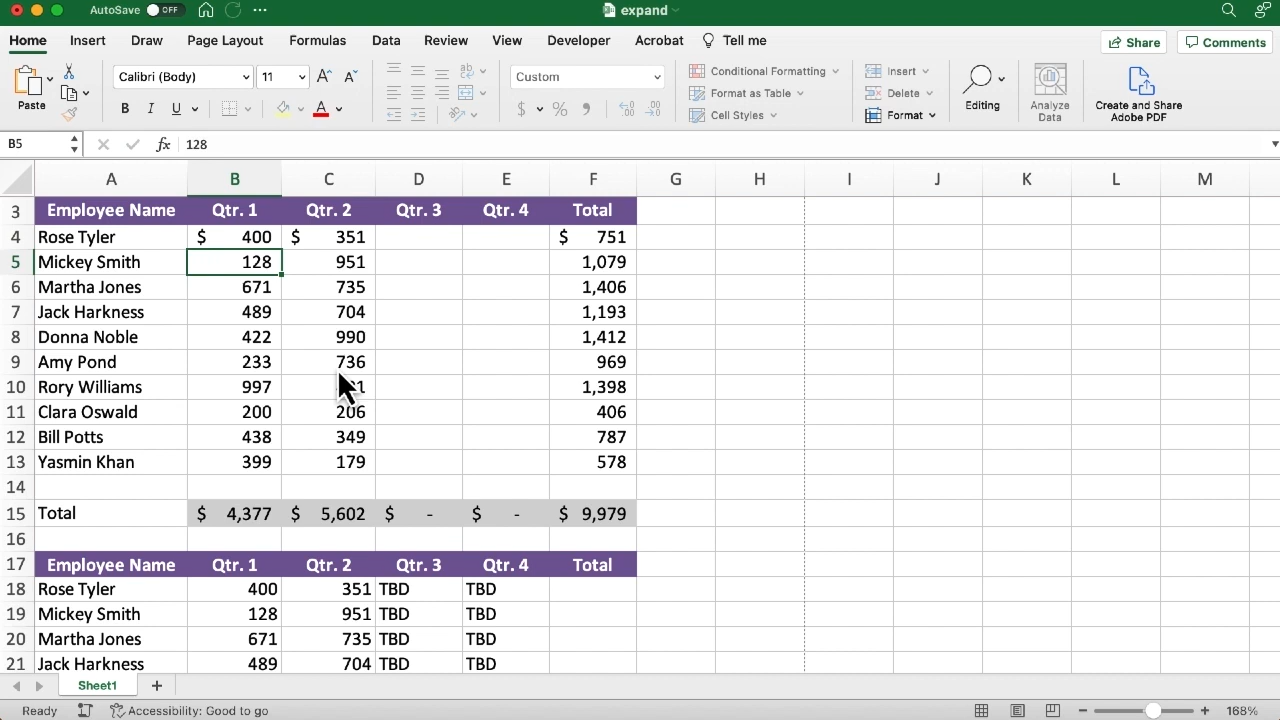 AutoSave OFF ... expand
Home Insert Draw Page Layout Formulas Data Review View Developer Acrobat Tell me Share Comments
Paste Calibri (Body) 11 A A Custom Conditional Formatting Insert Editing Analyze Data Create and Share Adobe PDF
B I U A $ % Format as Table Delete
Cell Styles Format
B5 fx 128
A B C D E F G H I J K L M
3 Employee Name Qtr. 1 Qtr. 2 Qtr. 3 Qtr. 4 Total
4 Rose Tyler $ 400 $ 351 $ 751
5 Mickey Smith 128 951 1,079
6 Martha Jones 671 735 1,406
7 Jack Harkness 489 704 1,193
8 Donna Noble 422 990 1,412
9 Amy Pond 233 736 969
10 Rory Williams 997 1,398
11 Clara Oswald 200 206 406
12 Bill Potts 438 349 787
13 Yasmin Khan 399 179 578
14
15 Total $ 4,377 $ 5,602 $ - $ - $ 9,979
16
17 Employee Name Qtr. 1 Qtr. 2 Qtr. 3 Qtr. 4 Total
18 Rose Tyler 400 351 TBD TBD
19 Mickey Smith 128 951 TBD TBD
20 Martha Jones 671 735 TBD TBD
21 Jack Harkness 489 704 TBD TBD
Sheet1 +
Ready Accessibility: Good to go - + 168%